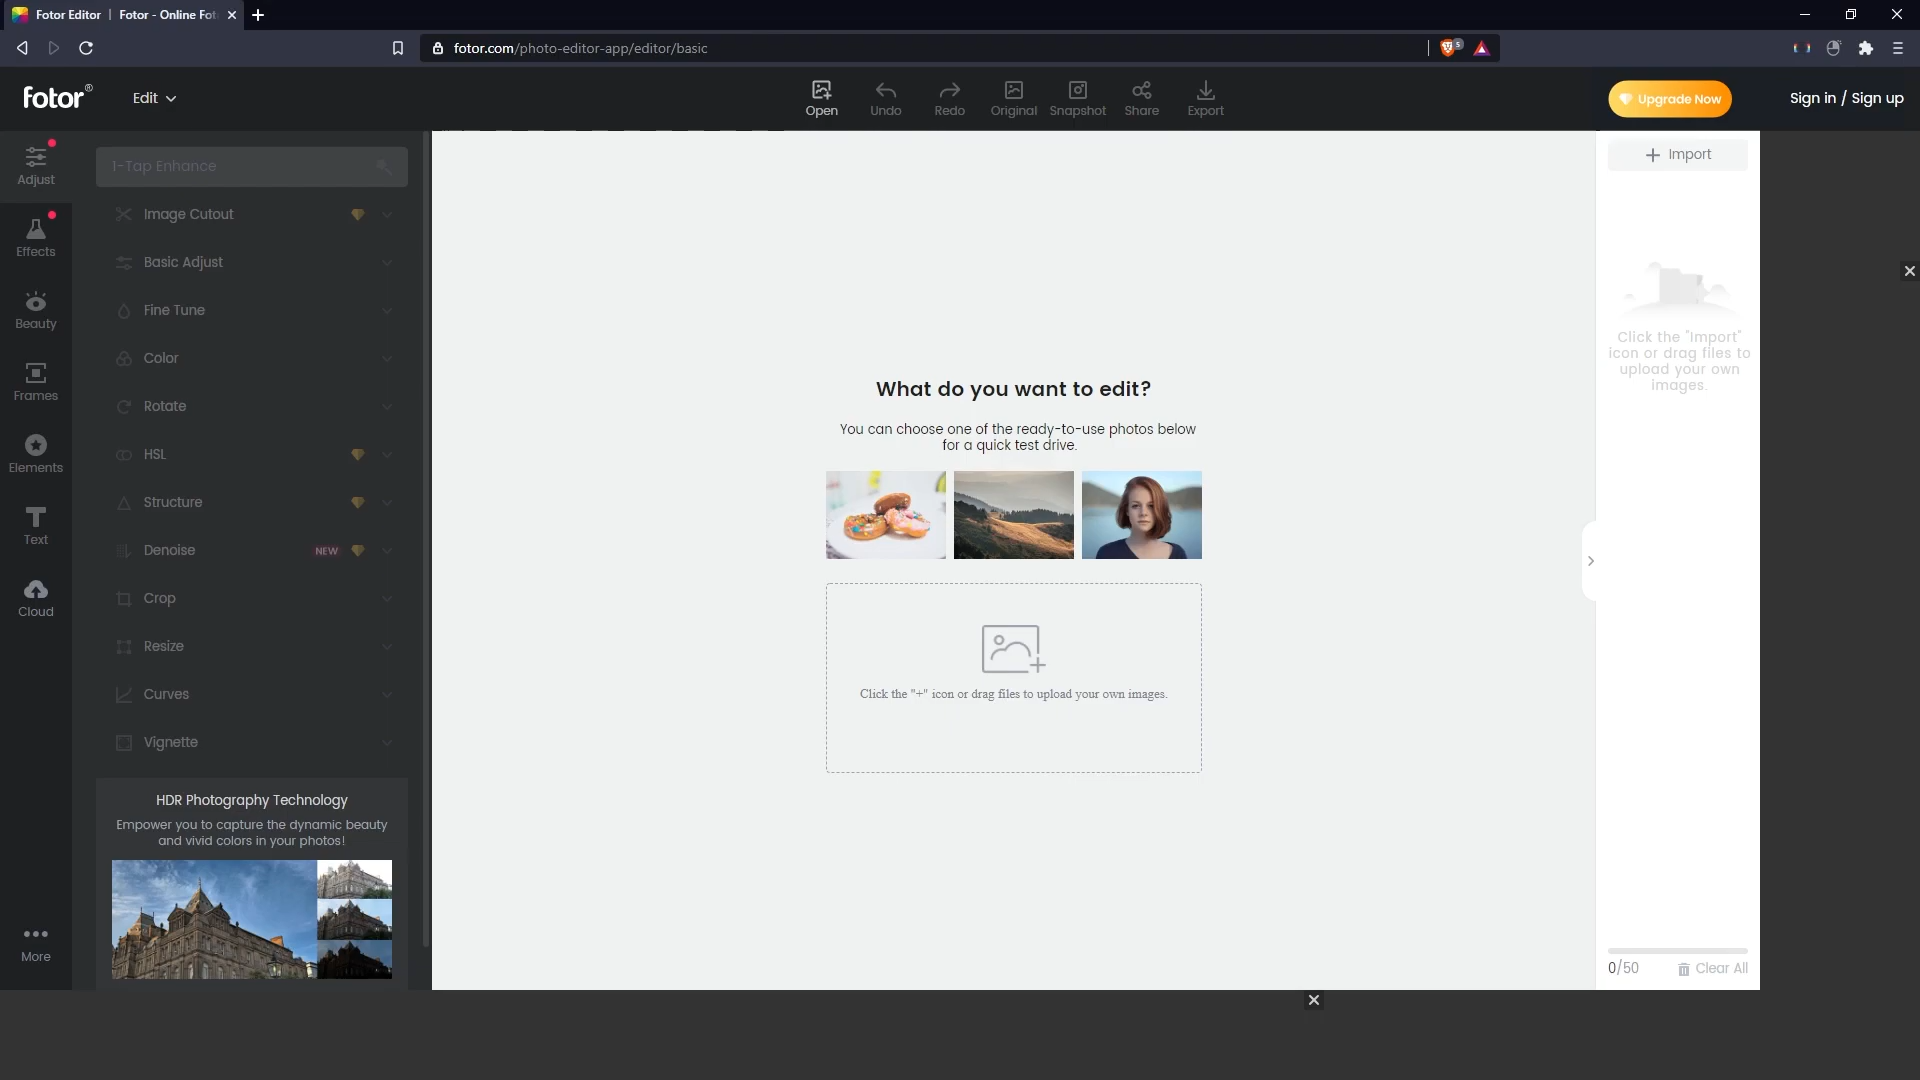 Fotor Editor | Fotor - Online Fot
fotor.com/photo-editor-app/editor/basic
5
fotor®
Edit
Open
Undo
Redo
Original
Snapshot
Share
Export
Upgrade Now
Sign in / Sign up
Adjust
Effects
Beauty
Frames
Elements
Text
Cloud
More
1-Tap Enhance
Image Cutout
Basic Adjust
Fine Tune
Color
Rotate
HSL
Structure
Denoise NEW
Crop
Resize
Curves
Vignette
HDR Photography Technology
Empower you to capture the dynamic beauty
and vivid colors in your photos!
What do you want to edit?
You can choose one of the ready-to-use photos below
for a quick test drive.
Click the "+" icon or drag files to upload your own images.
Import
Click the "Import"
icon or drag files to
upload your own
images.
0/50
Clear All